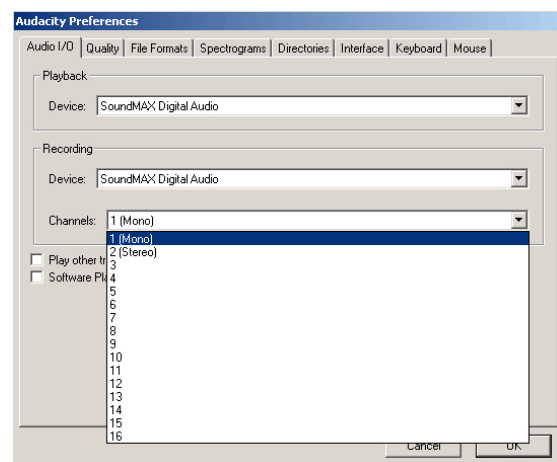 Audacity Preferences
Audio I/O Quality File Formats Spectrograms Directories Interface Keyboard Mouse
Playback
Device: SoundMAX Digital Audio
Recording
Device: SoundMAX Digital Audio
Channels: 1 (Mono)
1 (Mono)
2 (Stereo)
Play other tr
3
Software Pla
4
5
6
7
8
9
10
11
12
13
14
15
16
Cancel OK